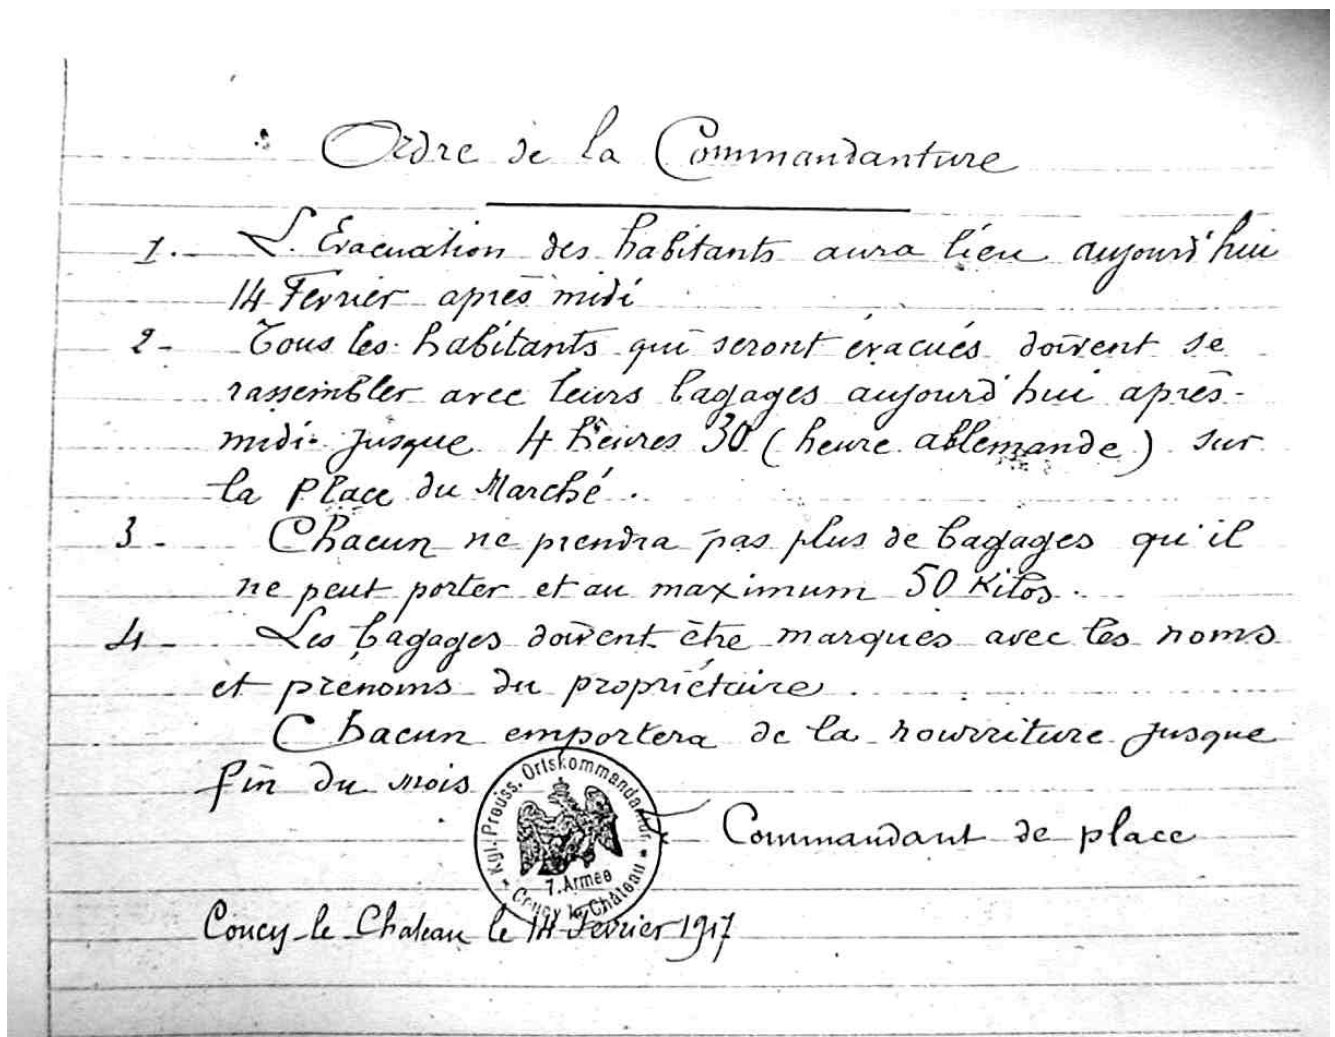 Ordre de la Commandanture
1. L. Evacuation des habitants aura lieu aujourd'hui
14 Fevrier après midi
2 - Tous les habitants qui seront évacués doivent se
rassembler avec leurs bagages aujourd'hui après-
midi jusque 4 heures 30 (heure allemande) sur
la Place du Marché.
3 - Chacun ne prendra pas plus de bagages qu'il
ne peut porter et au maximum 50 Kilos.
4 - Les bagages doivent être marqués avec les noms
et prénoms du propriétaire.
Chacun emportera de la nourriture jusque
fin du mois
Kgl. Preuss. Ortskommandantur
7. Armee
Coucy le Château
Le Commandant de place
Coucy-le-Chateau le 14 Fevrier 1917